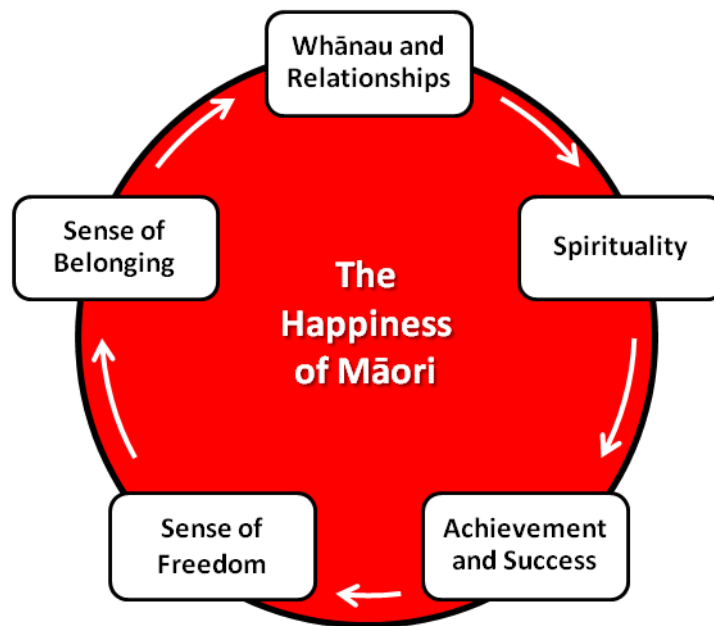 Whānau and
Relationships
Spirituality
Achievement
and Success
Sense of
Freedom
Sense of
Belonging
The
Happiness
of Māori